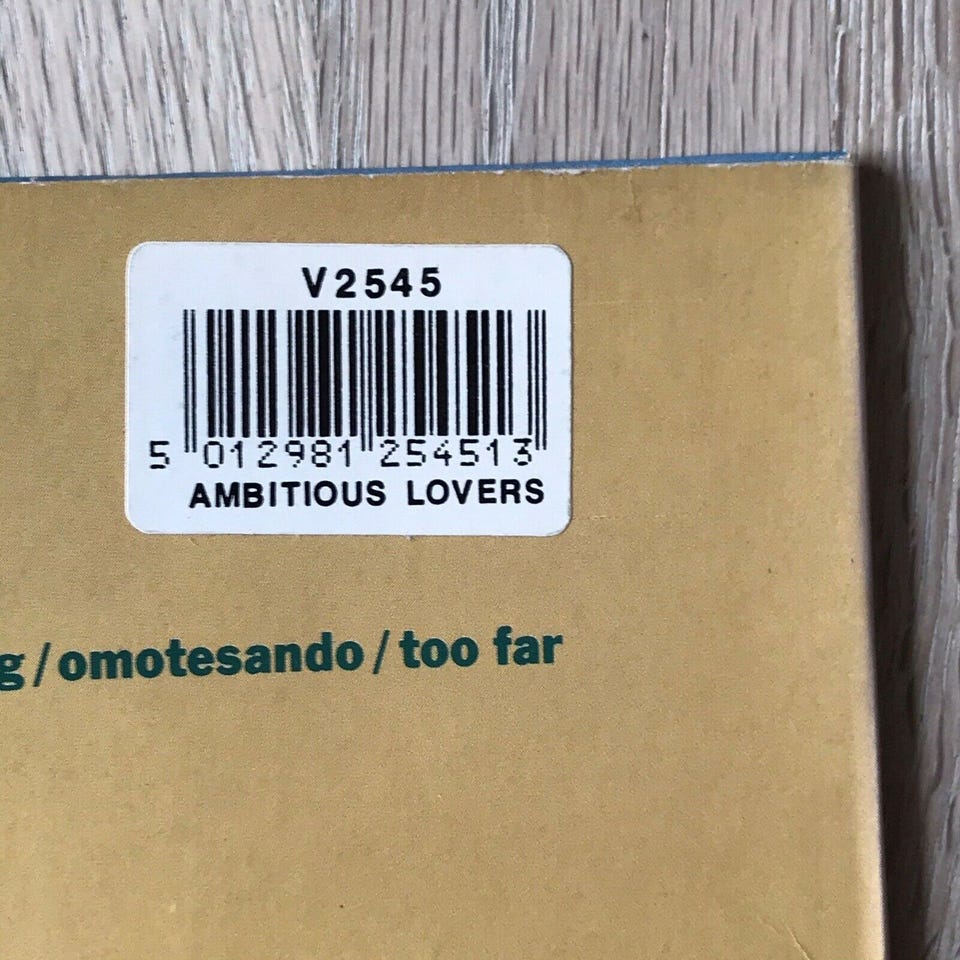 V2545
5 012981 254513
AMBITIOUS LOVERS
g/omotesando/too far